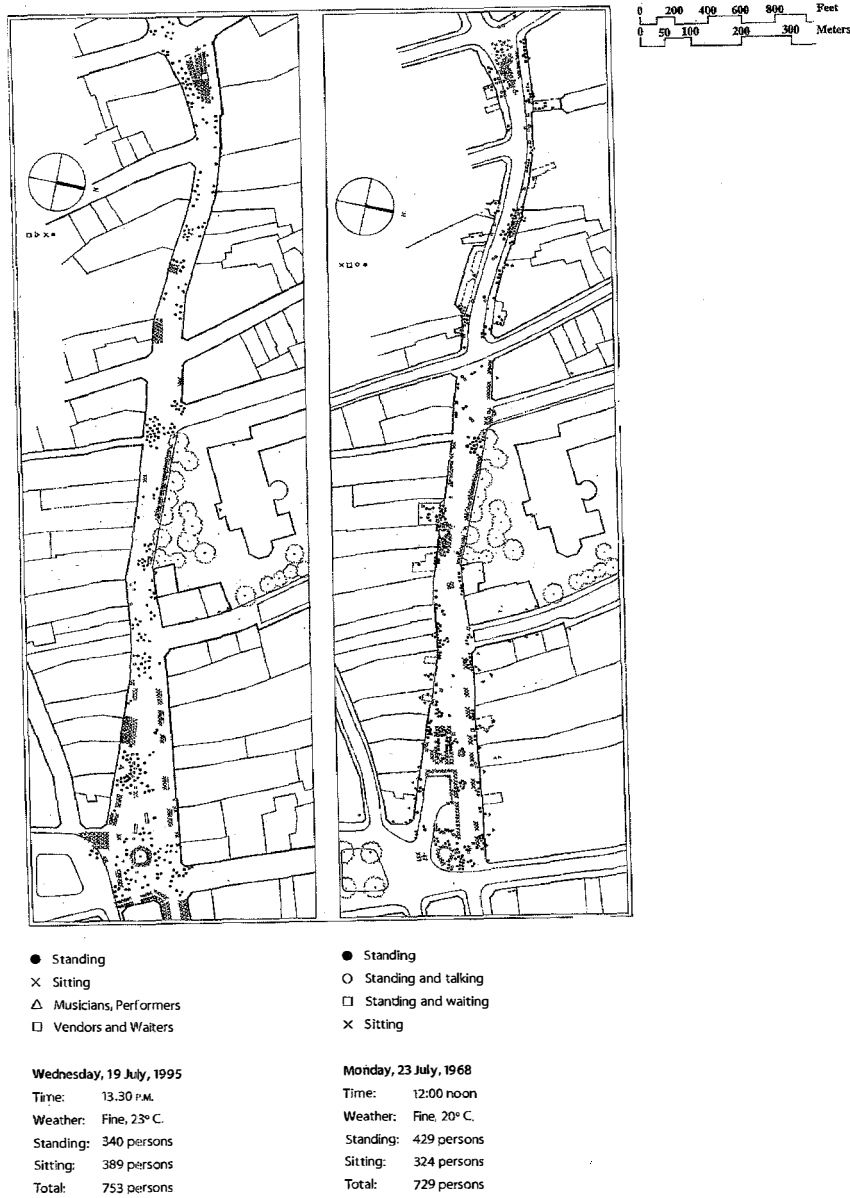 0 200 400 600 800 Feet
0 50 100 200 300 Meters
N
N
● Standing
× Sitting
△ Musicians, Performers
□ Vendors and Waiters
Wednesday, 19 July, 1995
Time: 13.30 P.M.
Weather: Fine, 23° C.
Standing: 340 persons
Sitting: 389 persons
Total: 753 persons
● Standing
○ Standing and talking
□ Standing and waiting
× Sitting
Monday, 23 July, 1968
Time: 12:00 noon
Weather: Fine, 20° C.
Standing: 429 persons
Sitting: 324 persons
Total: 729 persons